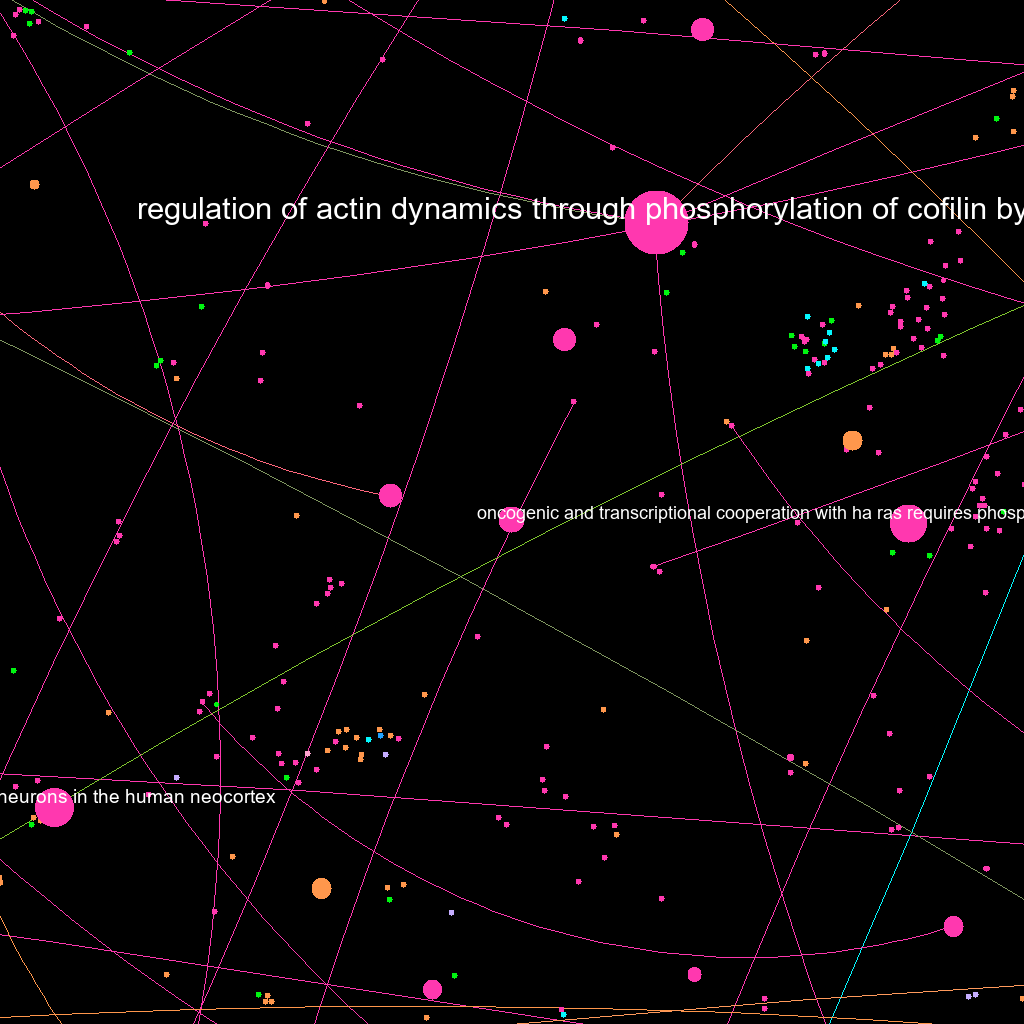 regulation of actin dynamics through phosphorylation of cofilin by
oncogenic and transcriptional cooperation with ha ras requires phosp
neurons in the human neocortex